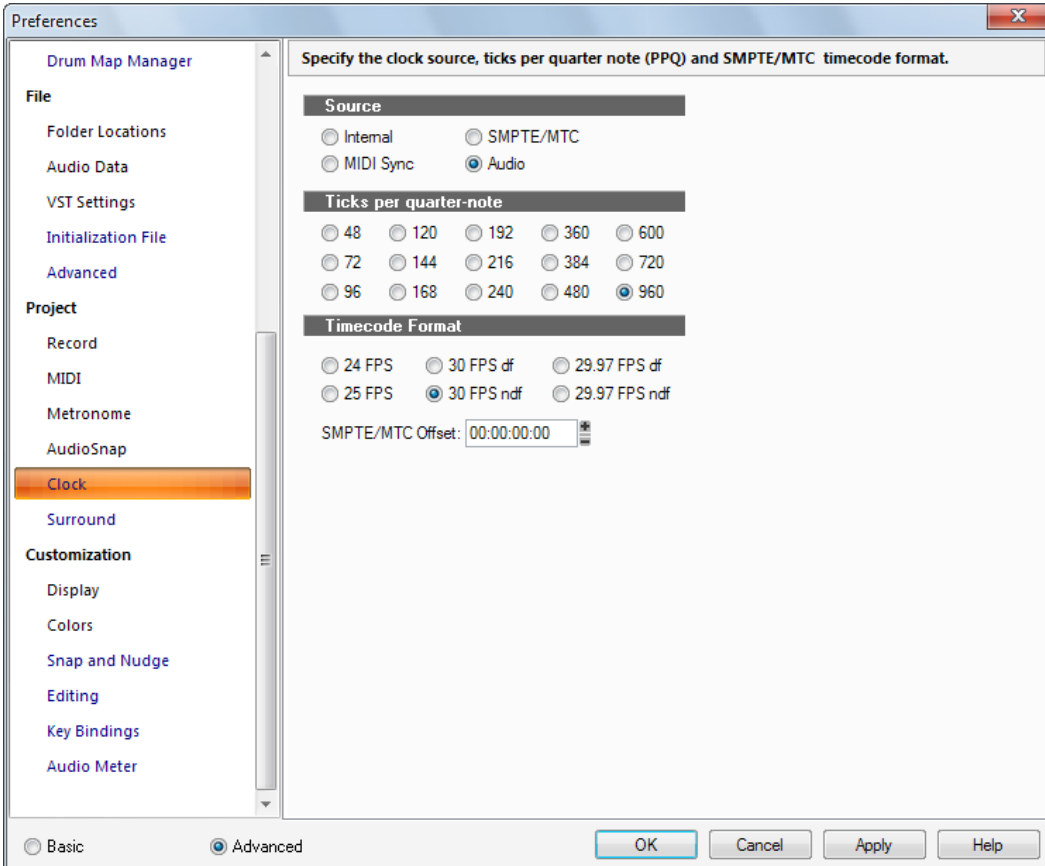 Preferences
X
Drum Map Manager
File
Folder Locations
Audio Data
VST Settings
Initialization File
Advanced
Project
Record
MIDI
Metronome
AudioSnap
Clock
Surround
Customization
Display
Colors
Snap and Nudge
Editing
Key Bindings
Audio Meter
Specify the clock source, ticks per quarter note (PPQ) and SMPTE/MTC timecode format.
Source
Internal SMPTE/MTC
MIDI Sync Audio
Ticks per quarter-note
48 120 192 360 600
72 144 216 384 720
96 168 240 480 960
Timecode Format
24 FPS 30 FPS df 29.97 FPS df
25 FPS 30 FPS ndf 29.97 FPS ndf
SMPTE/MTC Offset: 00:00:00:00
Basic Advanced OK Cancel Apply Help